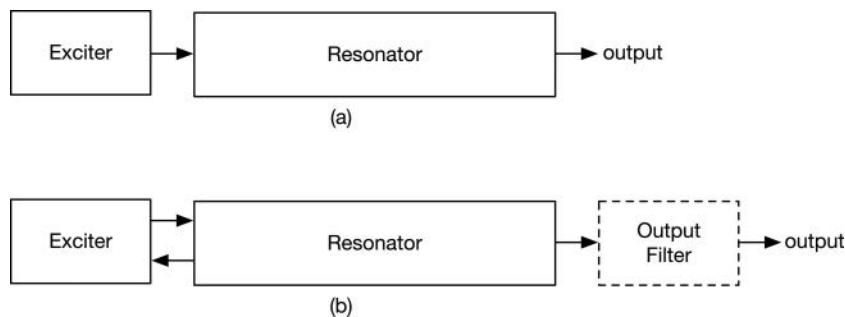 Exciter
Resonator
output
(a)
Exciter
Resonator
Output
Filter
output
(b)